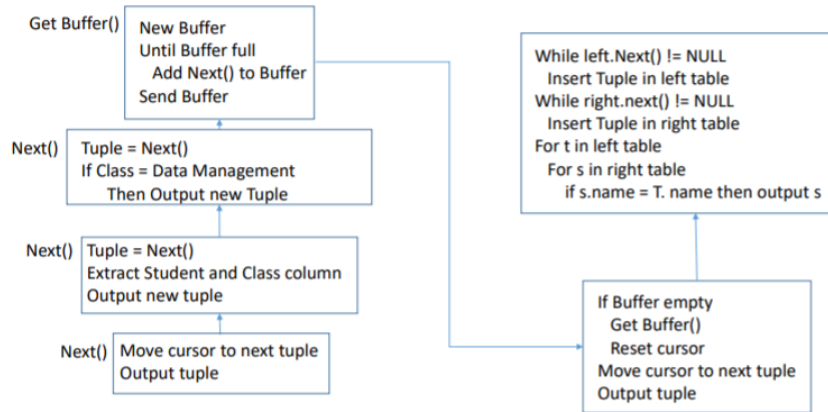 Get Buffer()
New Buffer
Until Buffer full
Add Next() to Buffer
Send Buffer
Next()
Tuple = Next()
If Class = Data Management
Then Output new Tuple
Next()
Tuple = Next()
Extract Student and Class column
Output new tuple
Next()
Move cursor to next tuple
Output tuple
While left.Next() != NULL
Insert Tuple in left table
While right.next() != NULL
Insert Tuple in right table
For t in left table
For s in right table
if s.name = T. name then output s
If Buffer empty
Get Buffer()
Reset cursor
Move cursor to next tuple
Output tuple